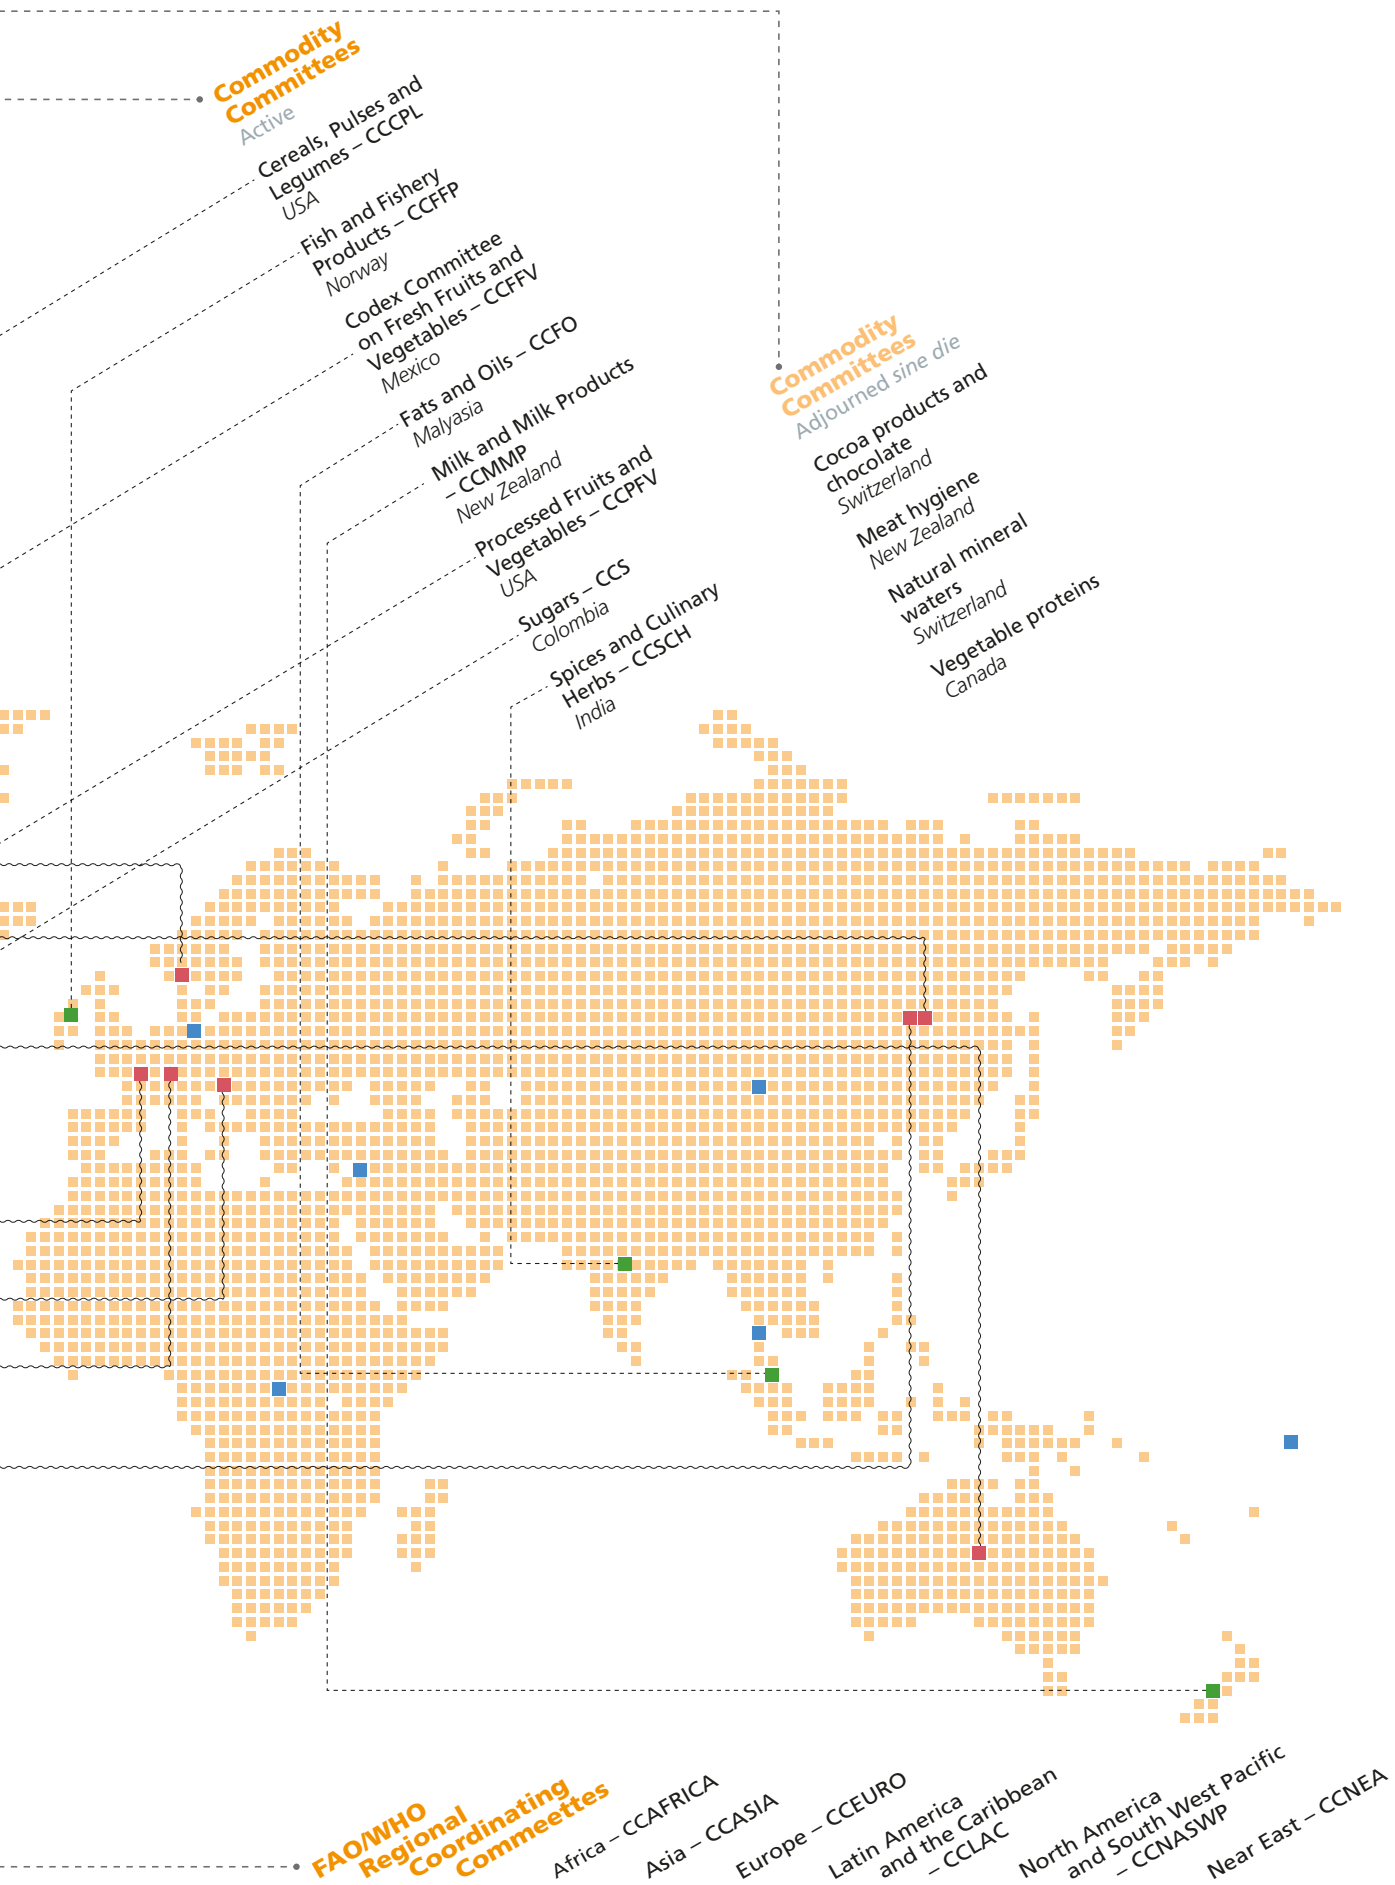 Commodity
Committees
Active
Cereals, Pulses and
Legumes – CCCPL
USA
Fish and Fishery
Products – CCFFP
Norway
Codex Committee
on Fresh Fruits and
Vegetables – CCFFV
Mexico
Fats and Oils – CCFO
Malyasia
Milk and Milk Products
– CCMMP
New Zealand
Processed Fruits and
Vegetables – CCPFV
USA
Sugars – CCS
Colombia
Spices and Culinary
Herbs – CCSCH
India
Commodity
Committees
Adjourned sine die
Cocoa products and
chocolate
Switzerland
Meat hygiene
New Zealand
Natural mineral
waters
Switzerland
Vegetable proteins
Canada
FAO/WHO
Regional
Coordinating
Commeettes
Africa – CCAFRICA
Asia – CCASIA
Europe – CCEURO
Latin America
and the Caribbean
– CCLAC
North America
and South West Pacific
– CCNASWP
Near East – CCNEA